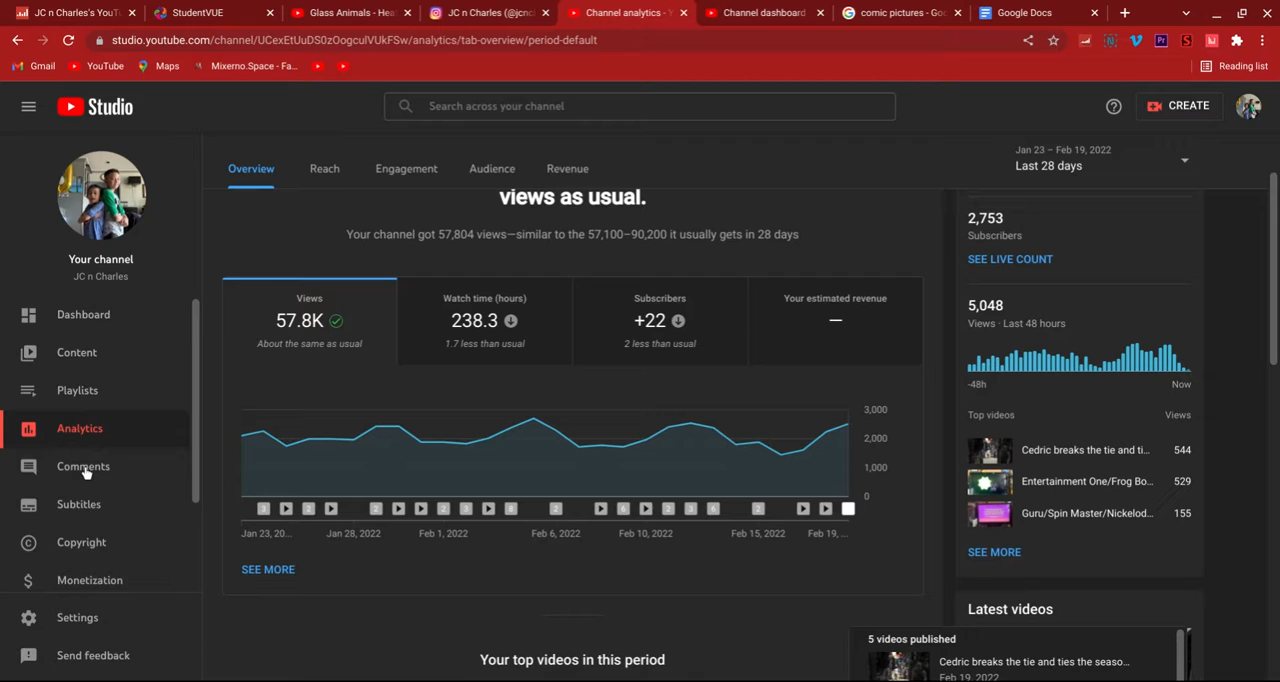 JC n Charles's YouTu
StudentVUE
Glass Animals - Hea
JC n Charles (@jcnc
Channel analytics - Y
Channel dashboard
comic pictures - Goo
Google Docs
studio.youtube.com/channel/UCexEtUuDS0zOogculVUkFSw/analytics/tab-overview/period-default
Gmail
YouTube
Maps
Mixerno.Space - Fa...
Reading list
Studio
Search across your channel
CREATE
Your channel
JC n Charles
Dashboard
Content
Playlists
Analytics
Comments
Subtitles
Copyright
Monetization
Settings
Send feedback
Overview
Reach
Engagement
Audience
Revenue
Jan 23 – Feb 19, 2022
Last 28 days
views as usual.
Your channel got 57,804 views—similar to the 57,100–90,200 it usually gets in 28 days
Views
57.8K
About the same as usual
Watch time (hours)
238.3
1.7 less than usual
Subscribers
+22
2 less than usual
Your estimated revenue
—
3,000
2,000
1,000
0
Jan 23, 20...
Jan 28, 2022
Feb 1, 2022
Feb 6, 2022
Feb 10, 2022
Feb 15, 2022
Feb 19, ...
SEE MORE
Your top videos in this period
2,753
Subscribers
SEE LIVE COUNT
5,048
Views · Last 48 hours
-48h
Now
Top videos
Views
Cedric breaks the tie and ti...
544
Entertainment One/Frog Bo...
529
Guru/Spin Master/Nickelod...
155
SEE MORE
Latest videos
5 videos published
Cedric breaks the tie and ties the seaso...
Feb 19, 2022